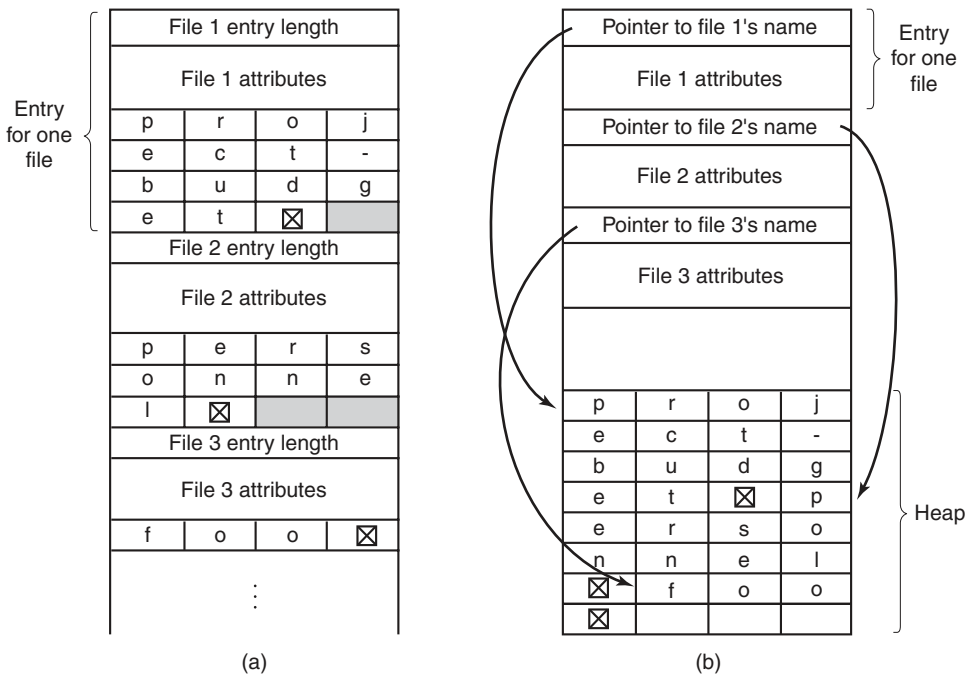 File 1 entry length
File 1 attributes
Entry
for one
file
p r o j
e c t -
b u d g
e t
File 2 entry length
File 2 attributes
p e r s
o n n e
l
File 3 entry length
File 3 attributes
f o o
(a)
Pointer to file 1's name
File 1 attributes
Entry
for one
file
Pointer to file 2's name
File 2 attributes
Pointer to file 3's name
File 3 attributes
p r o j
e c t -
b u d g
e t p
e r s o
n n e l
f o o
Heap
(b)